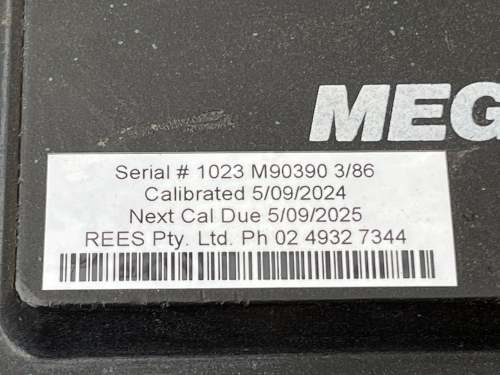 MEG
Serial # 1023 M90390 3/86
Calibrated 5/09/2024
Next Cal Due 5/09/2025
REES Pty. Ltd. Ph 02 4932 7344